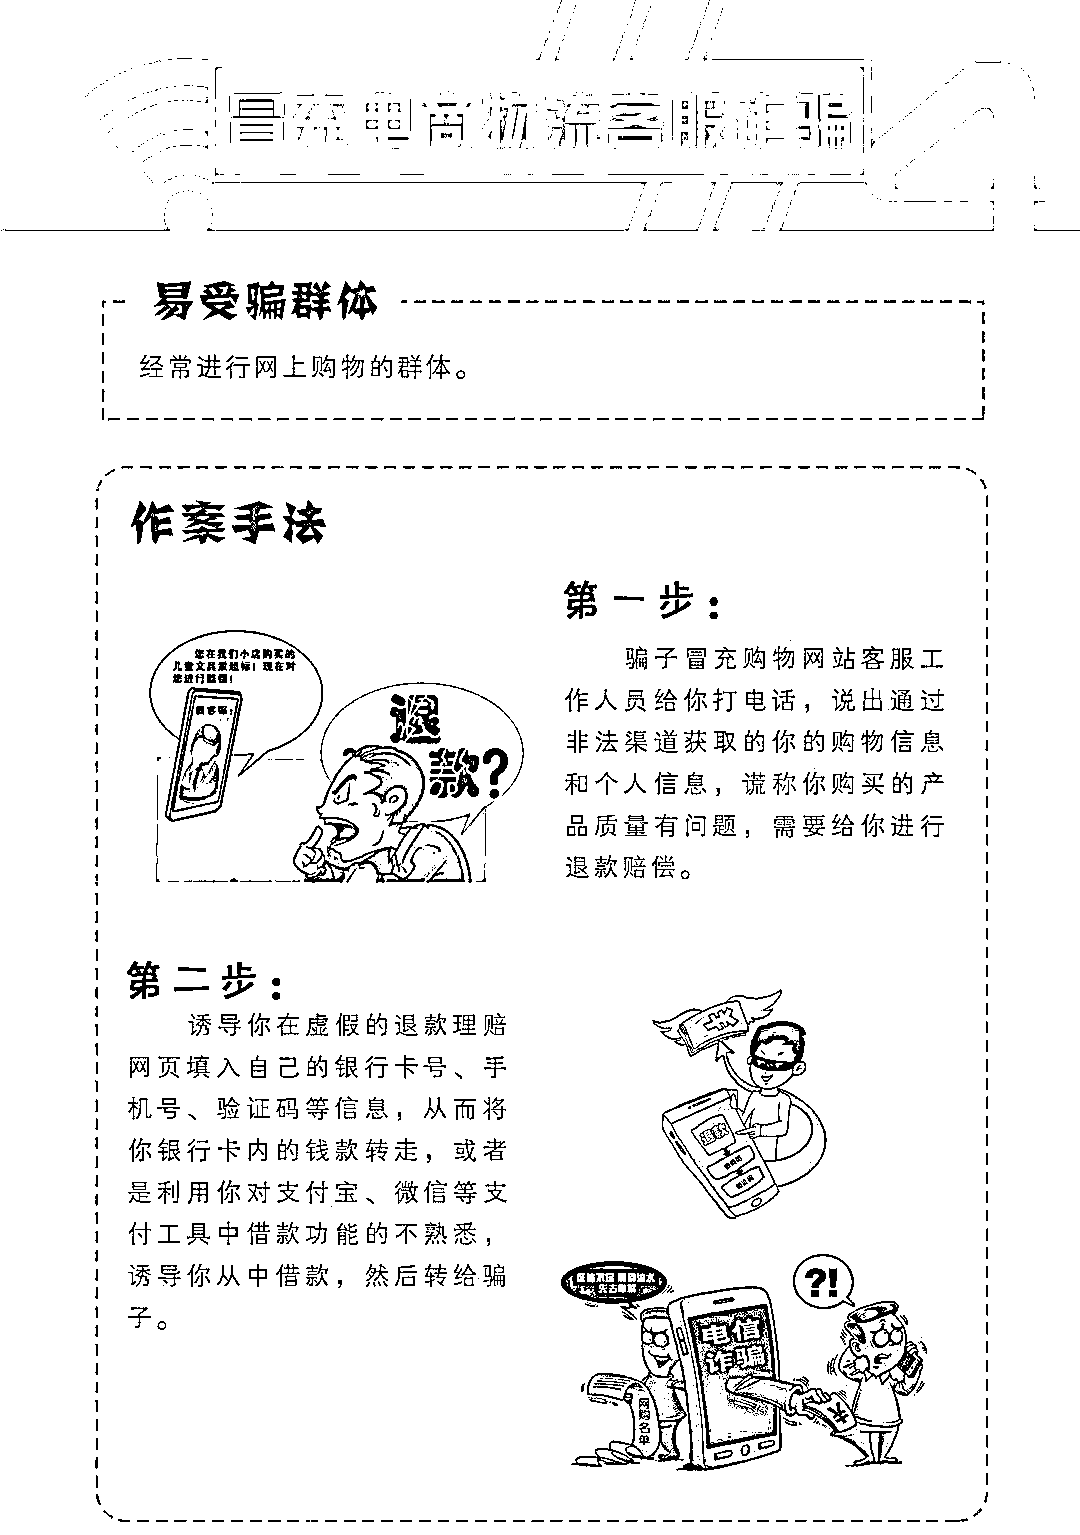 冒充电商物流客服诈骗
4
易受骗群体
经常进行网上购物的群体。
作案手法
第一步：
您在我们小店购买的
儿童文具浆超标！现在对
您进行赔偿！
退
款？
骗子冒充购物网站客服工
作人员给你打电话，说出通过
非法渠道获取的你的购物信息
和个人信息，谎称你购买的产
品质量有问题，需要给你进行
退款赔偿。
第二步：
诱导你在虚假的退款理赔
网页填入自己的银行卡号、手
机号、验证码等信息，从而将
你银行卡内的钱款转走，或者
是利用你对支付宝、微信等支
付工具中借款功能的不熟悉，
诱导你从中借款，然后转给骗
子。
退款
?!
电信
诈骗
网购名单